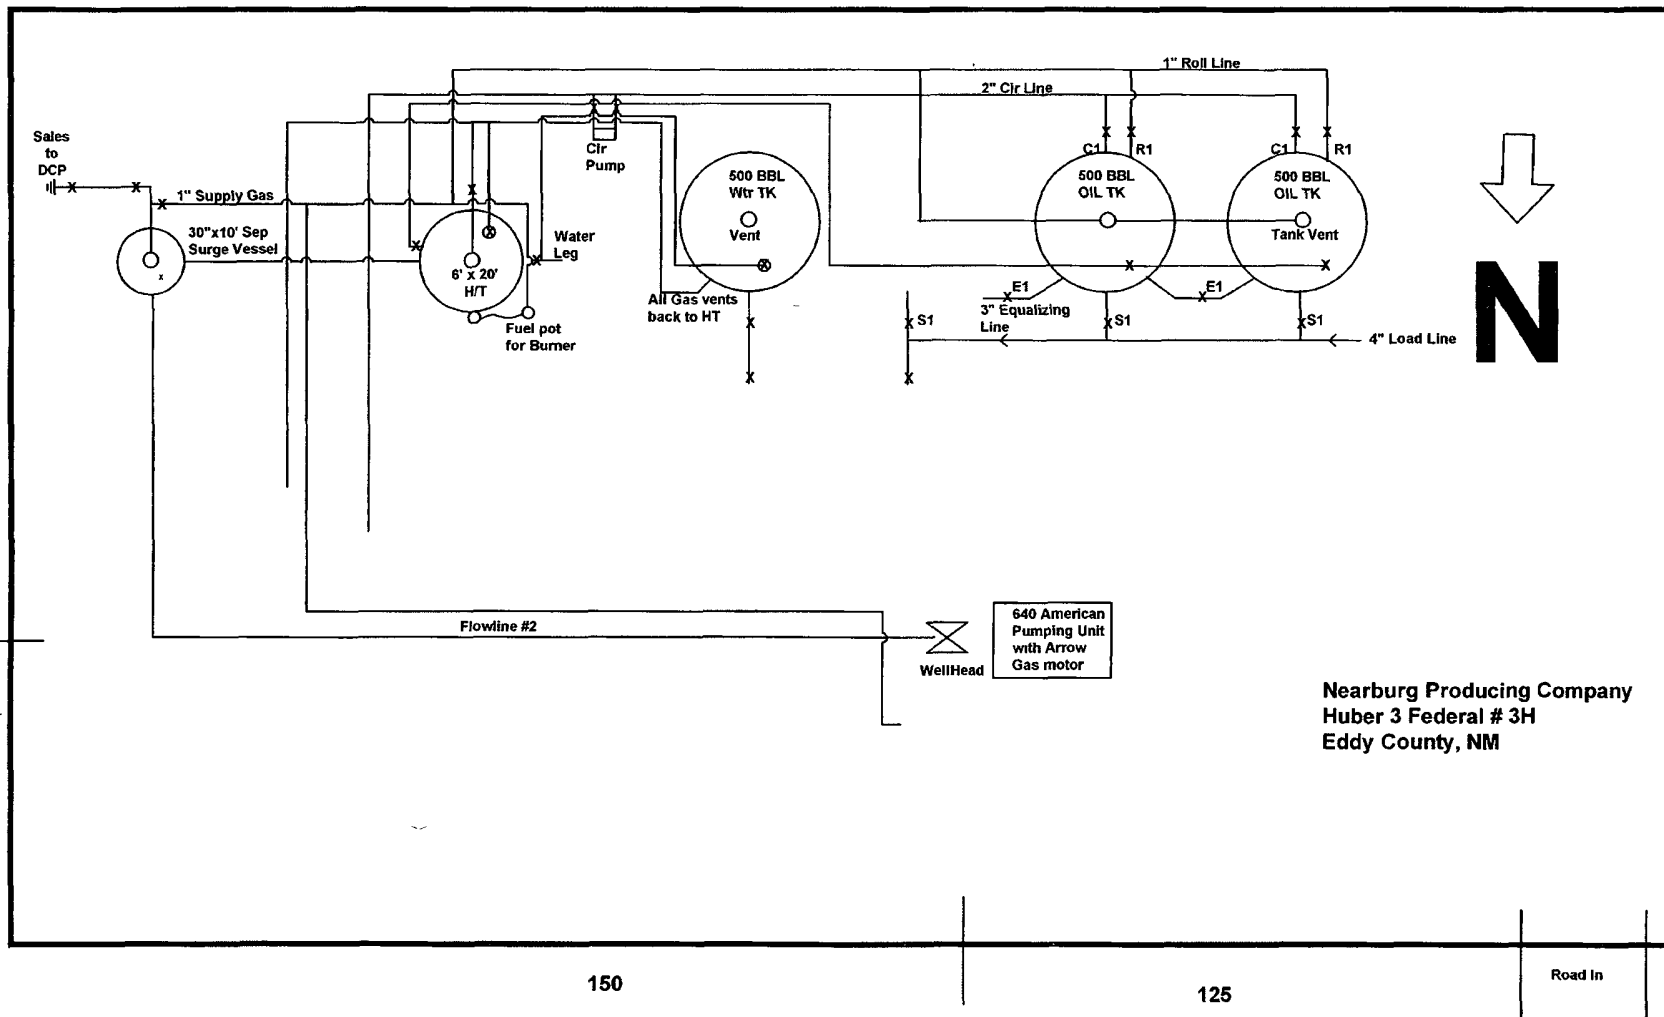 1" Roll Line
2" Cir Line
Sales
to
DCP
Cir
Pump
C1
R1
C1
R1
500 BBL
Wtr TK
Vent
500 BBL
OIL TK
500 BBL
OIL TK
Tank Vent
1" Supply Gas
30"x10' Sep
Surge Vessel
Water
Leg
6' x 20'
H/T
Fuel pot
for Burner
All Gas vents
back to HT
E1
E1
3" Equalizing
Line
S1
S1
S1
4" Load Line
N
Flowline #2
WellHead
640 American
Pumping Unit
with Arrow
Gas motor
Nearburg Producing Company
Huber 3 Federal # 3H
Eddy County, NM
150
125
Road In